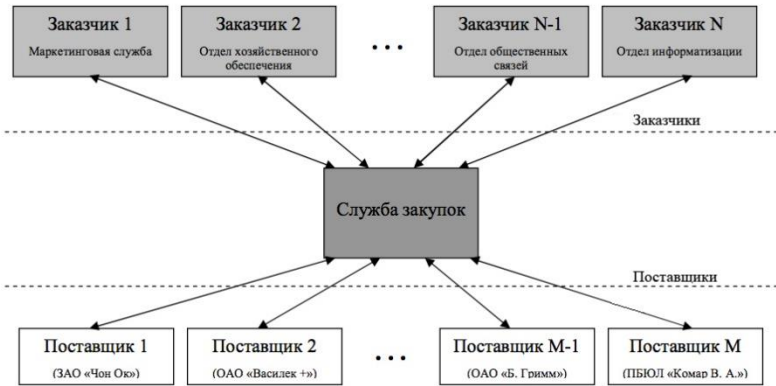 Заказчик 1
Маркетинговая служба
Заказчик 2
Отдел хозяйственного
обеспечения
• • •
Заказчик N-1
Отдел общественных
связей
Заказчик N
Отдел информатизации
Заказчики
Служба закупок
Поставщики
Поставщик 1
(ЗАО «Чон Ок»)
Поставщик 2
(ОАО «Василек +»)
• • •
Поставщик M-1
(ОАО «Б. Гримм»)
Поставщик M
(ПБЮЛ «Комар В. А.»)